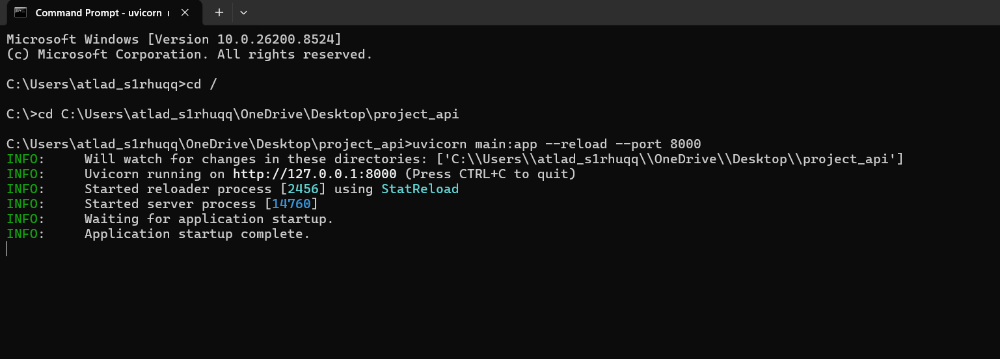 Command Prompt - uvicorn
Microsoft Windows [Version 10.0.26200.8524]
(c) Microsoft Corporation. All rights reserved.
C:\Users\atlad_s1rhuqq>cd /
C:\>cd C:\Users\atlad_s1rhuqq\OneDrive\Desktop\project_api
C:\Users\atlad_s1rhuqq\OneDrive\Desktop\project_api>uvicorn main:app --reload --port 8000
INFO:     Will watch for changes in these directories: ['C:\\Users\\atlad_s1rhuqq\\OneDrive\\Desktop\\project_api']
INFO:     Uvicorn running on http://127.0.0.1:8000 (Press CTRL+C to quit)
INFO:     Started reloader process [2456] using StatReload
INFO:     Started server process [14760]
INFO:     Waiting for application startup.
INFO:     Application startup complete.